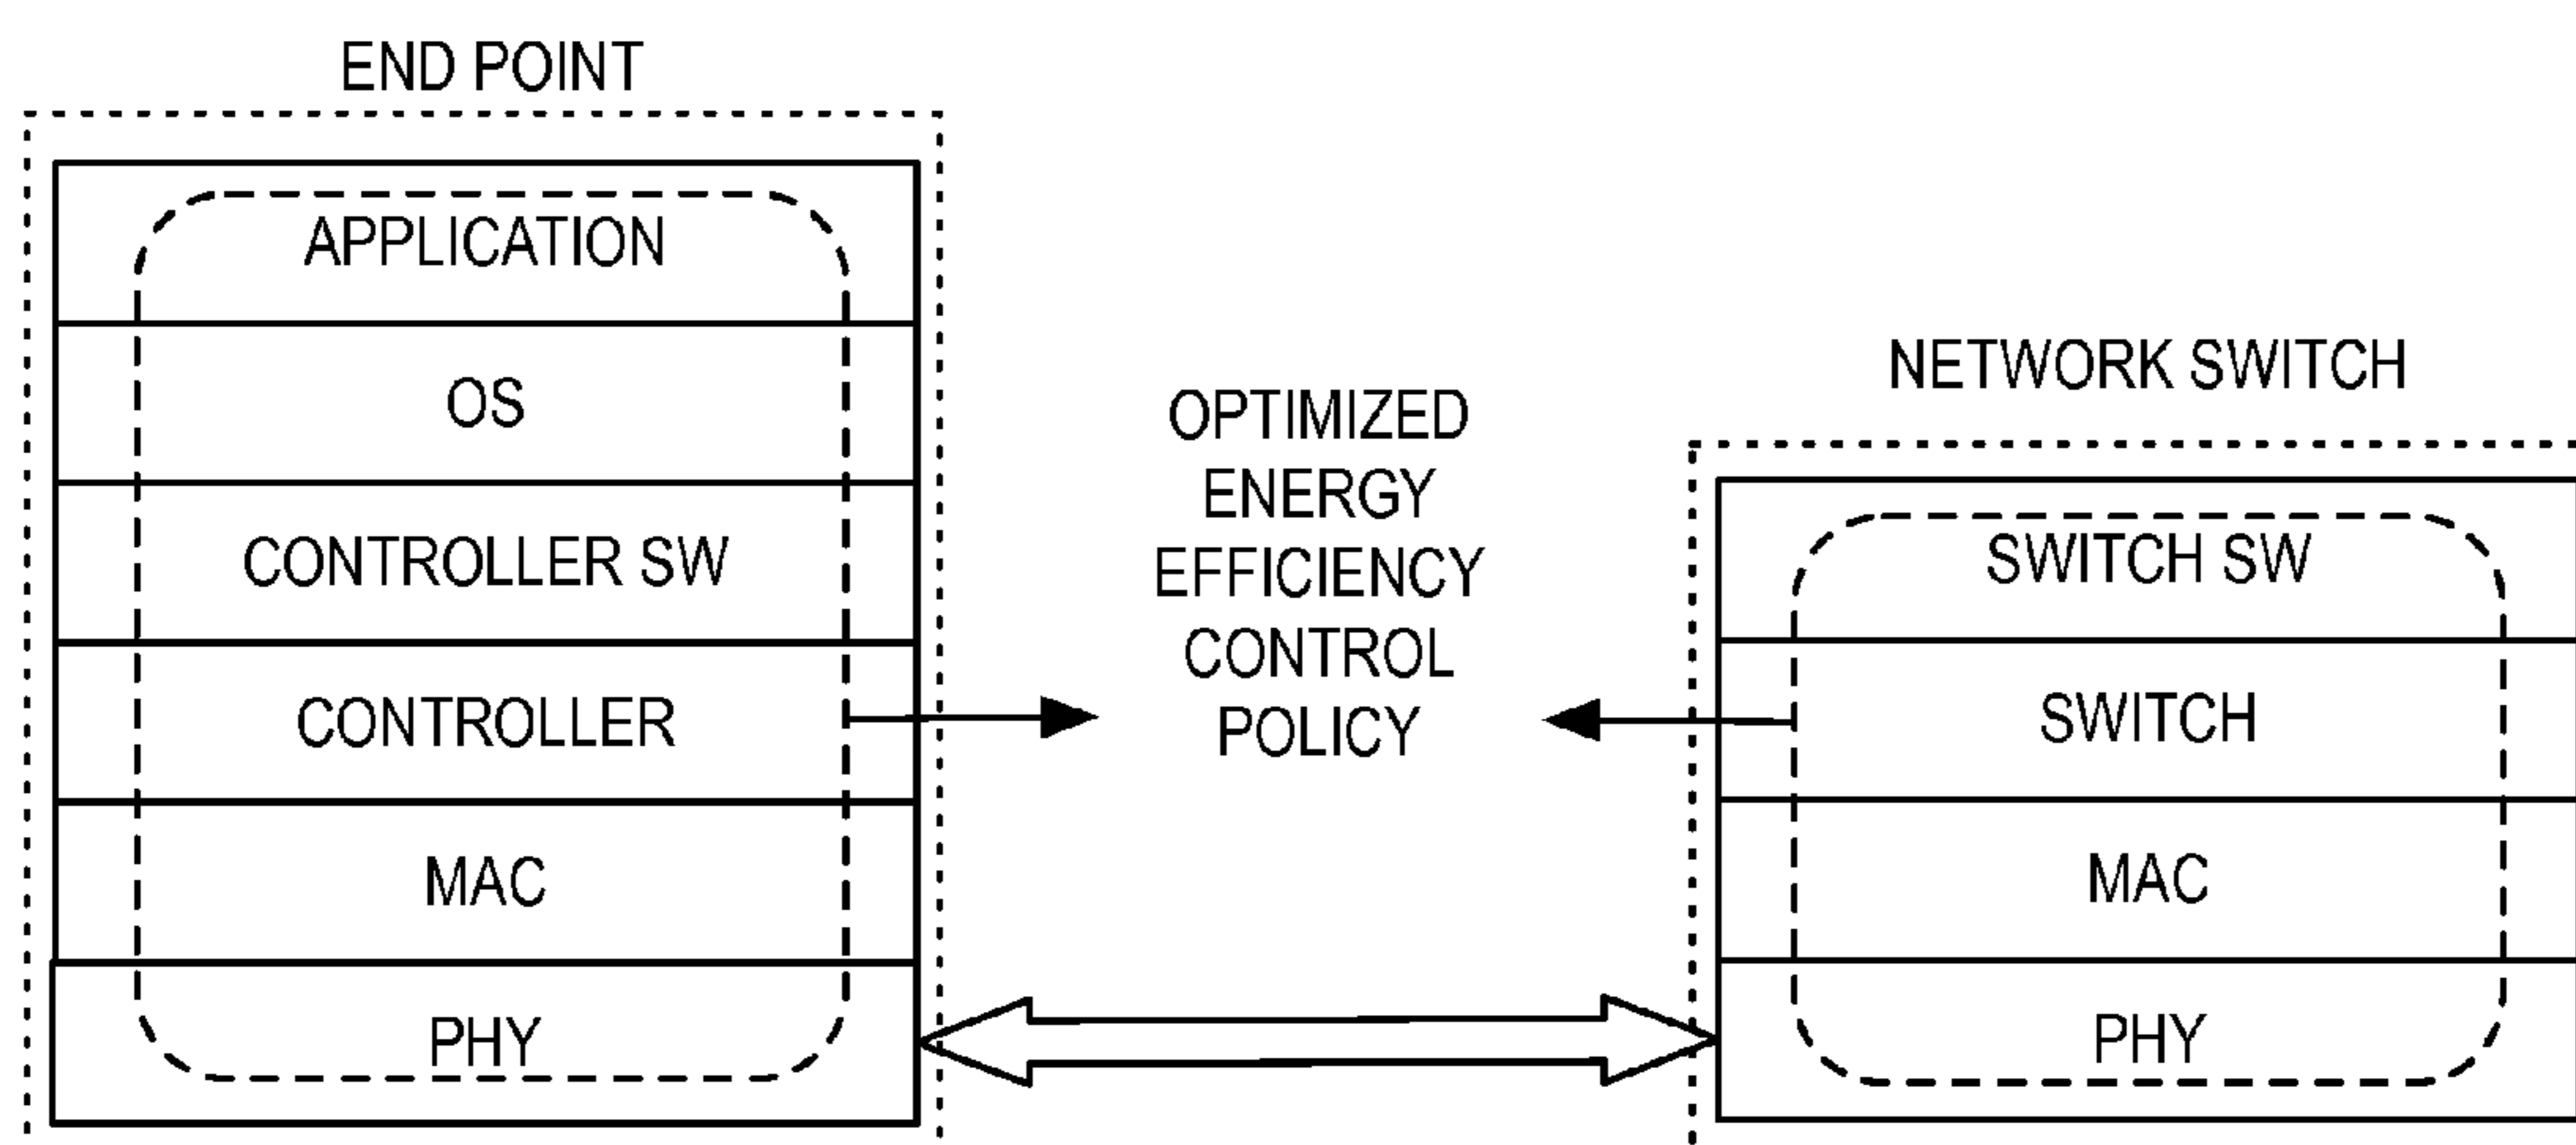 END POINT
APPLICATION
OS
CONTROLLER SW
CONTROLLER
MAC
PHY
OPTIMIZED
ENERGY
EFFICIENCY
CONTROL
POLICY
NETWORK SWITCH
SWITCH SW
SWITCH
MAC
PHY